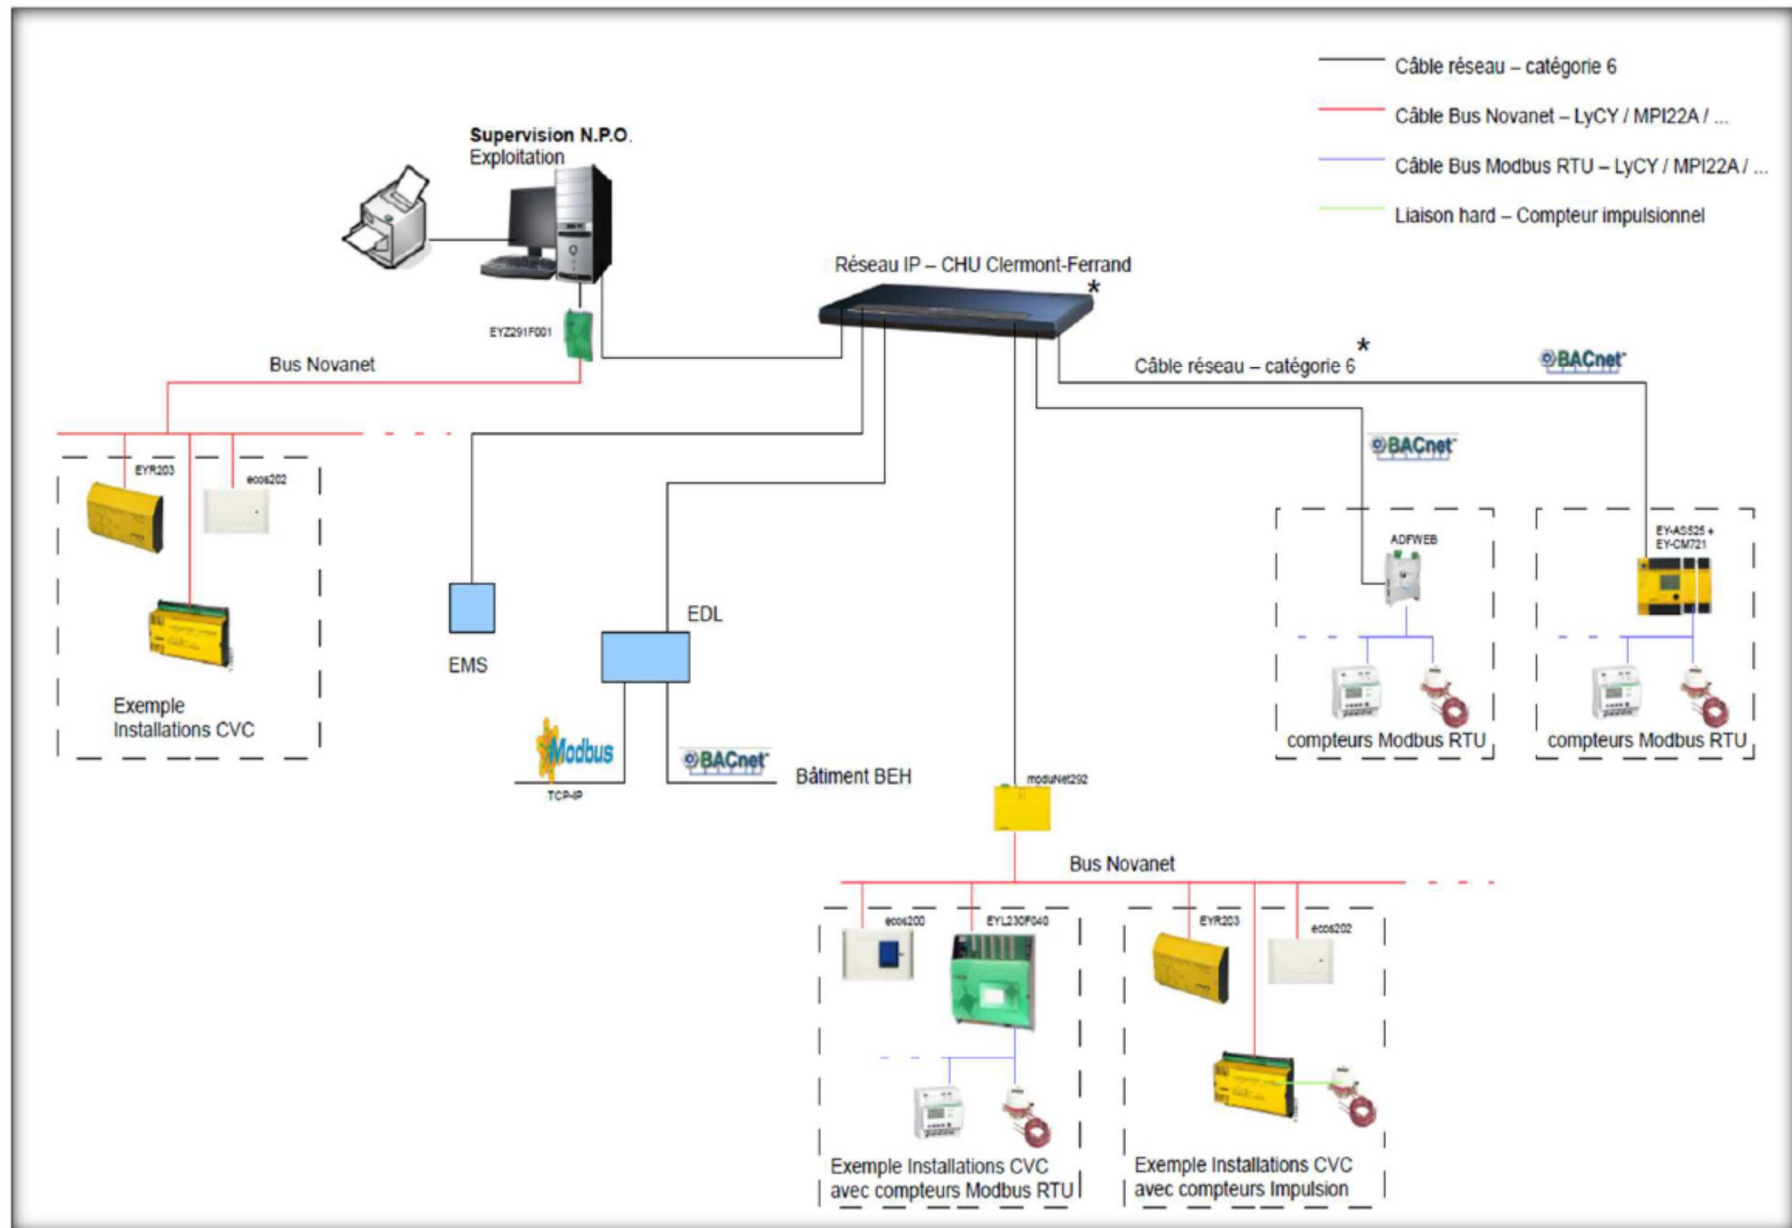 Câble réseau – catégorie 6
Câble Bus Novanet – LyCY / MPI22A / ...
Câble Bus Modbus RTU – LyCY / MPI22A / ...
Liaison hard – Compteur impulsionnel
Supervision N.P.O.
Exploitation
Réseau IP – CHU Clermont-Ferrand
*
EYZ291F001
Bus Novanet
Câble réseau – catégorie 6
*
BACnet
BACnet
EYR203
ecos202
Exemple
Installations CVC
EMS
EDL
Modbus
TCP-IP
BACnet
Bâtiment BEH
ADFWEB
compteurs Modbus RTU
EY-AS525 +
EY-CM721
compteurs Modbus RTU
moduNet292
Bus Novanet
ecos200
EYL230F040
Exemple Installations CVC
avec compteurs Modbus RTU
EYR203
ecos202
Exemple Installations CVC
avec compteurs Impulsion